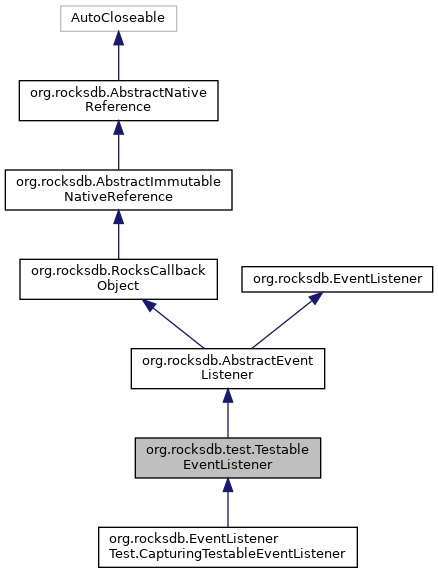 AutoCloseable
org.rocksdb.AbstractNative
Reference
org.rocksdb.AbstractImmutable
NativeReference
org.rocksdb.RocksCallback
Object
org.rocksdb.EventListener
org.rocksdb.AbstractEvent
Listener
org.rocksdb.test.Testable
EventListener
org.rocksdb.EventListener
Test.CapturingTestableEventListener